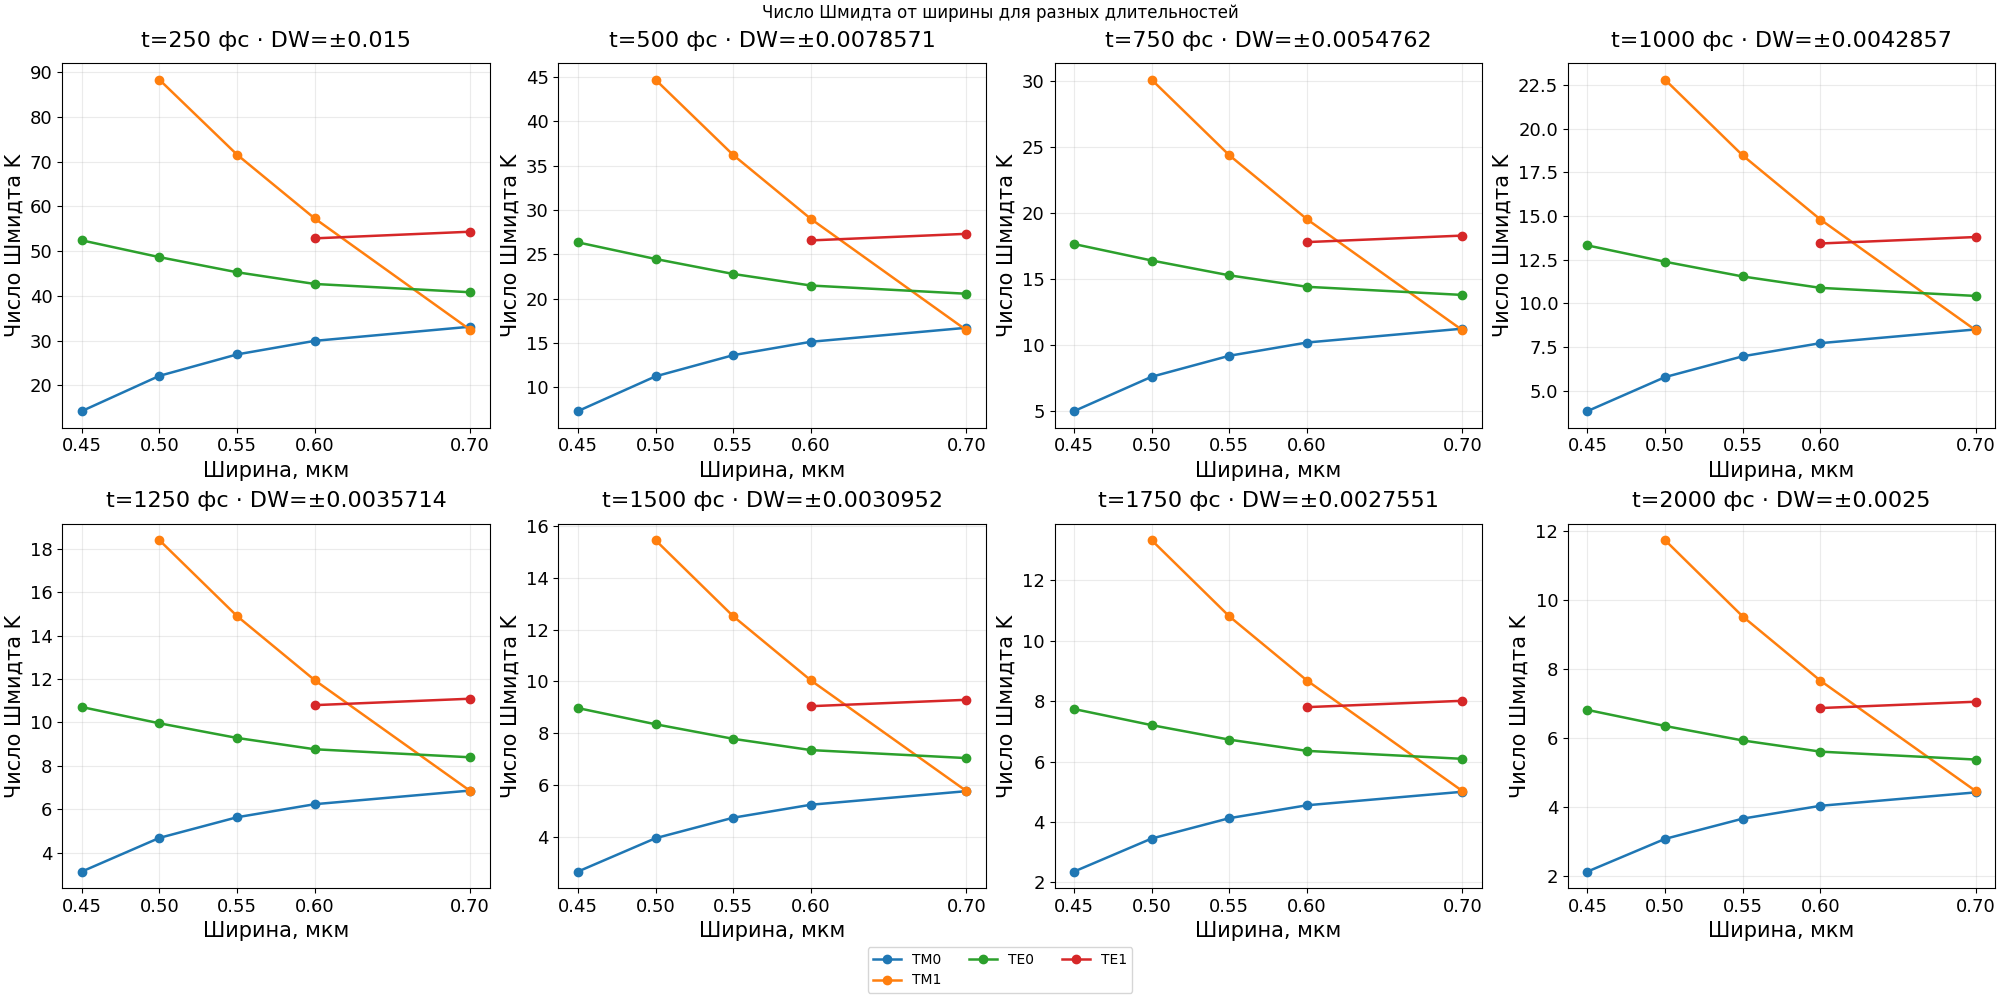 Число Шмидта от ширины для разных длительностей
t=250 фс · DW=±0.015
90
80
70
60
50
40
30
20
Число Шмидта K
0.45 0.50 0.55 0.60 0.70
Ширина, мкм
t=500 фс · DW=±0.0078571
45
40
35
30
25
20
15
10
Число Шмидта K
0.45 0.50 0.55 0.60 0.70
Ширина, мкм
t=750 фс · DW=±0.0054762
30
25
20
15
10
5
Число Шмидта K
0.45 0.50 0.55 0.60 0.70
Ширина, мкм
t=1000 фс · DW=±0.0042857
22.5
20.0
17.5
15.0
12.5
10.0
7.5
5.0
Число Шмидта K
0.45 0.50 0.55 0.60 0.70
Ширина, мкм
t=1250 фс · DW=±0.0035714
18
16
14
12
10
8
6
4
Число Шмидта K
0.45 0.50 0.55 0.60 0.70
Ширина, мкм
t=1500 фс · DW=±0.0030952
16
14
12
10
8
6
4
Число Шмидта K
0.45 0.50 0.55 0.60 0.70
Ширина, мкм
t=1750 фс · DW=±0.0027551
12
10
8
6
4
2
Число Шмидта K
0.45 0.50 0.55 0.60 0.70
Ширина, мкм
t=2000 фс · DW=±0.0025
12
10
8
6
4
2
Число Шмидта K
0.45 0.50 0.55 0.60 0.70
Ширина, мкм
TM0 TE0 TE1
TM1